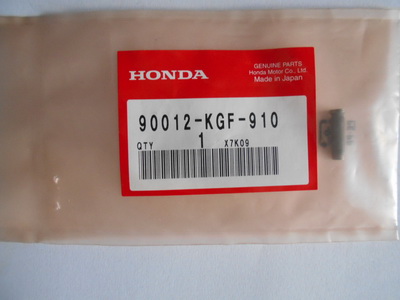 HONDA
GENUINE PARTS
Honda Motor Co., Ltd.
Made in Japan
90012-KGF-910
QTY 1 X7K09